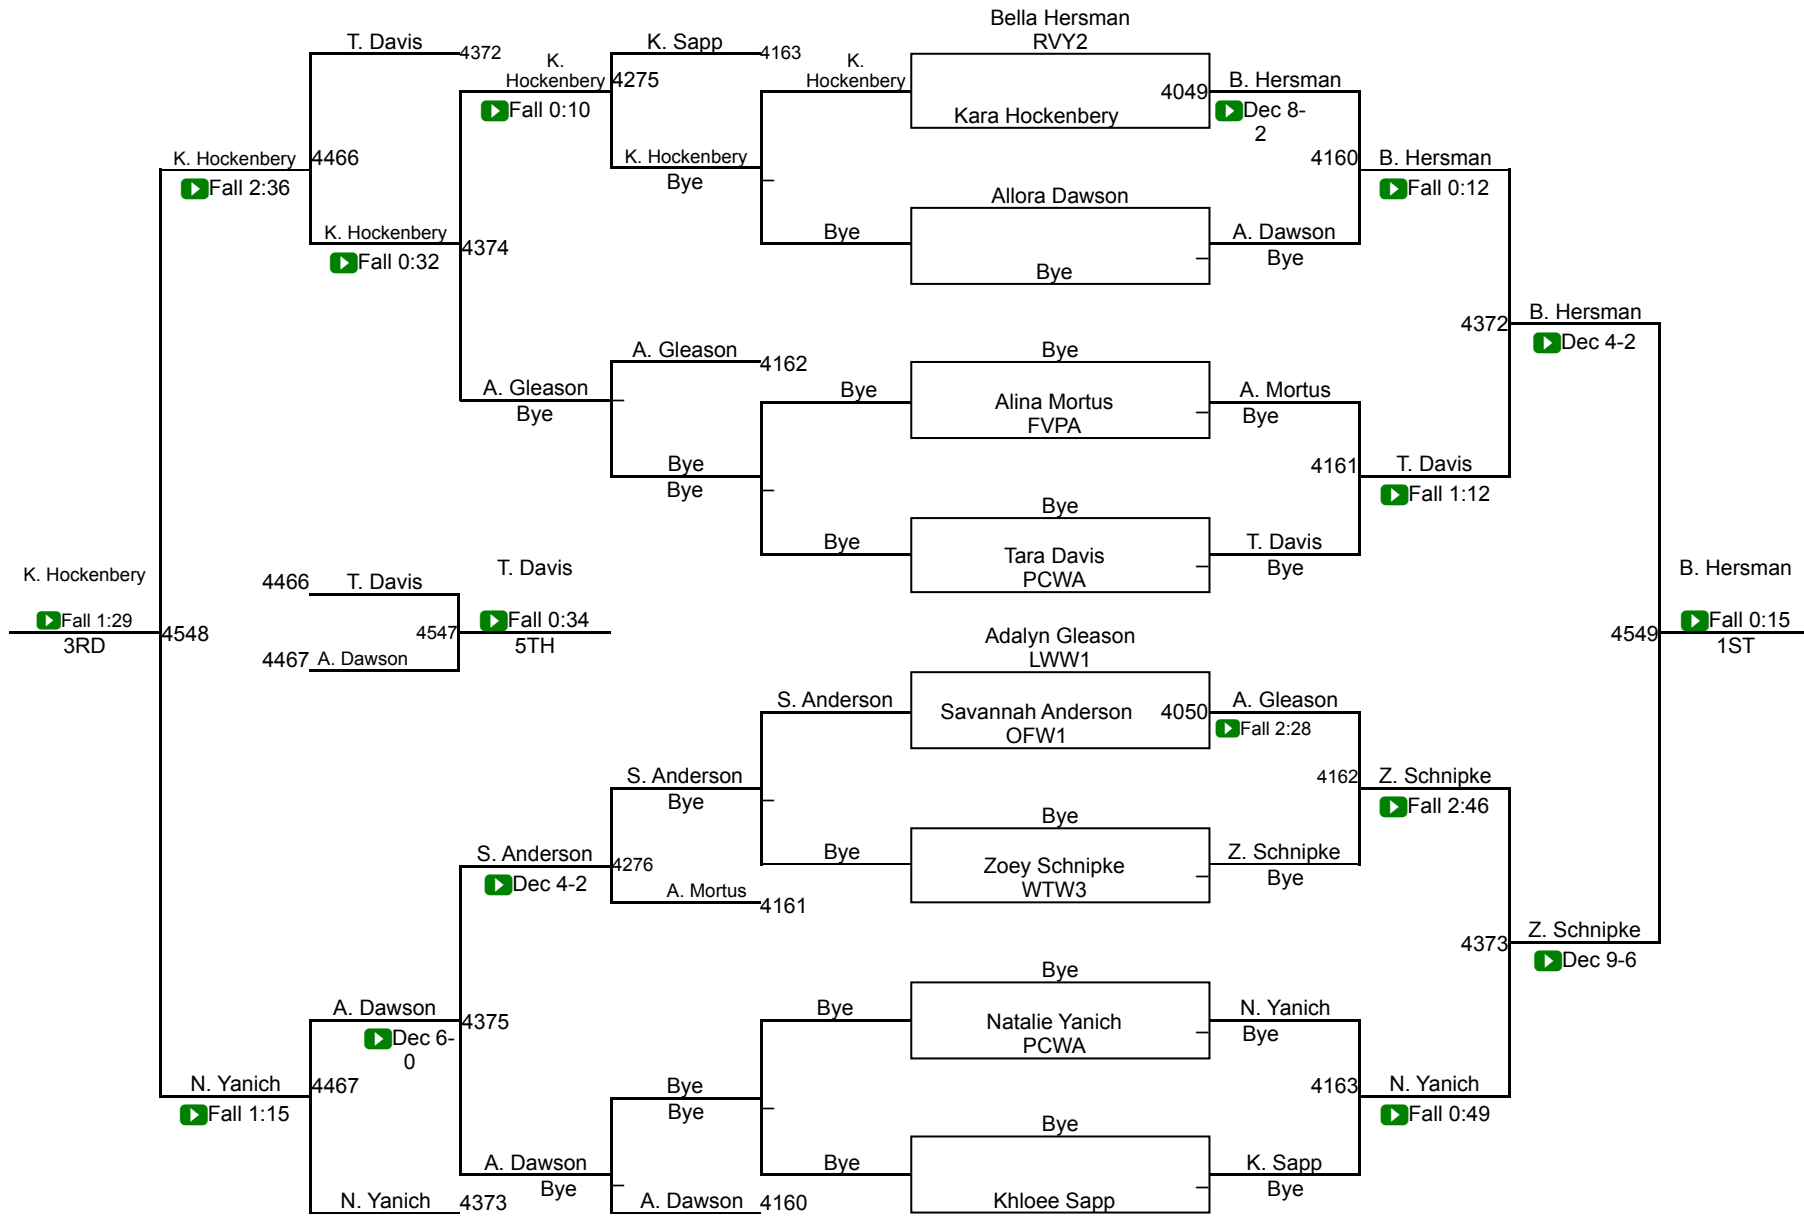 Bella Hersman
RVY2
T. Davis
4372
K. Sapp
4163
K.
Hockenbery
4275
K.
Hockenbery
4049
B. Hersman
Fall 0:10
Kara Hockenbery
Dec 8-
2
K. Hockenbery
4466
K. Hockenbery
Bye
4160
B. Hersman
Fall 2:36
Fall 0:12
Allora Dawson
K. Hockenbery
4374
Bye
A. Dawson
Fall 0:32
Bye
Bye
4372
B. Hersman
Dec 4-2
A. Gleason
4162
Bye
A. Gleason
Bye
Bye
Alina Mortus
FVPA
A. Mortus
Bye
Bye
Bye
4161
T. Davis
Fall 1:12
Bye
Bye
Tara Davis
PCWA
T. Davis
Bye
K. Hockenbery
4466
T. Davis
T. Davis
B. Hersman
Fall 1:29
3RD
4548
4547
Fall 0:34
5TH
4549
Fall 0:15
1ST
4467
A. Dawson
Adalyn Gleason
LWW1
S. Anderson
Savannah Anderson
OFW1
4050
A. Gleason
Fall 2:28
S. Anderson
Bye
4162
Z. Schnipke
Fall 2:46
Bye
S. Anderson
4276
Bye
Zoey Schnipke
WTW3
Z. Schnipke
Bye
Dec 4-2
A. Mortus
4161
4373
Z. Schnipke
Dec 9-6
Bye
A. Dawson
4375
Bye
Natalie Yanich
PCWA
N. Yanich
Bye
Dec 6-
0
N. Yanich
4467
Bye
Bye
4163
N. Yanich
Fall 1:15
Fall 0:49
Bye
A. Dawson
Bye
Bye
K. Sapp
Bye
N. Yanich
4373
A. Dawson
4160
Khloee Sapp